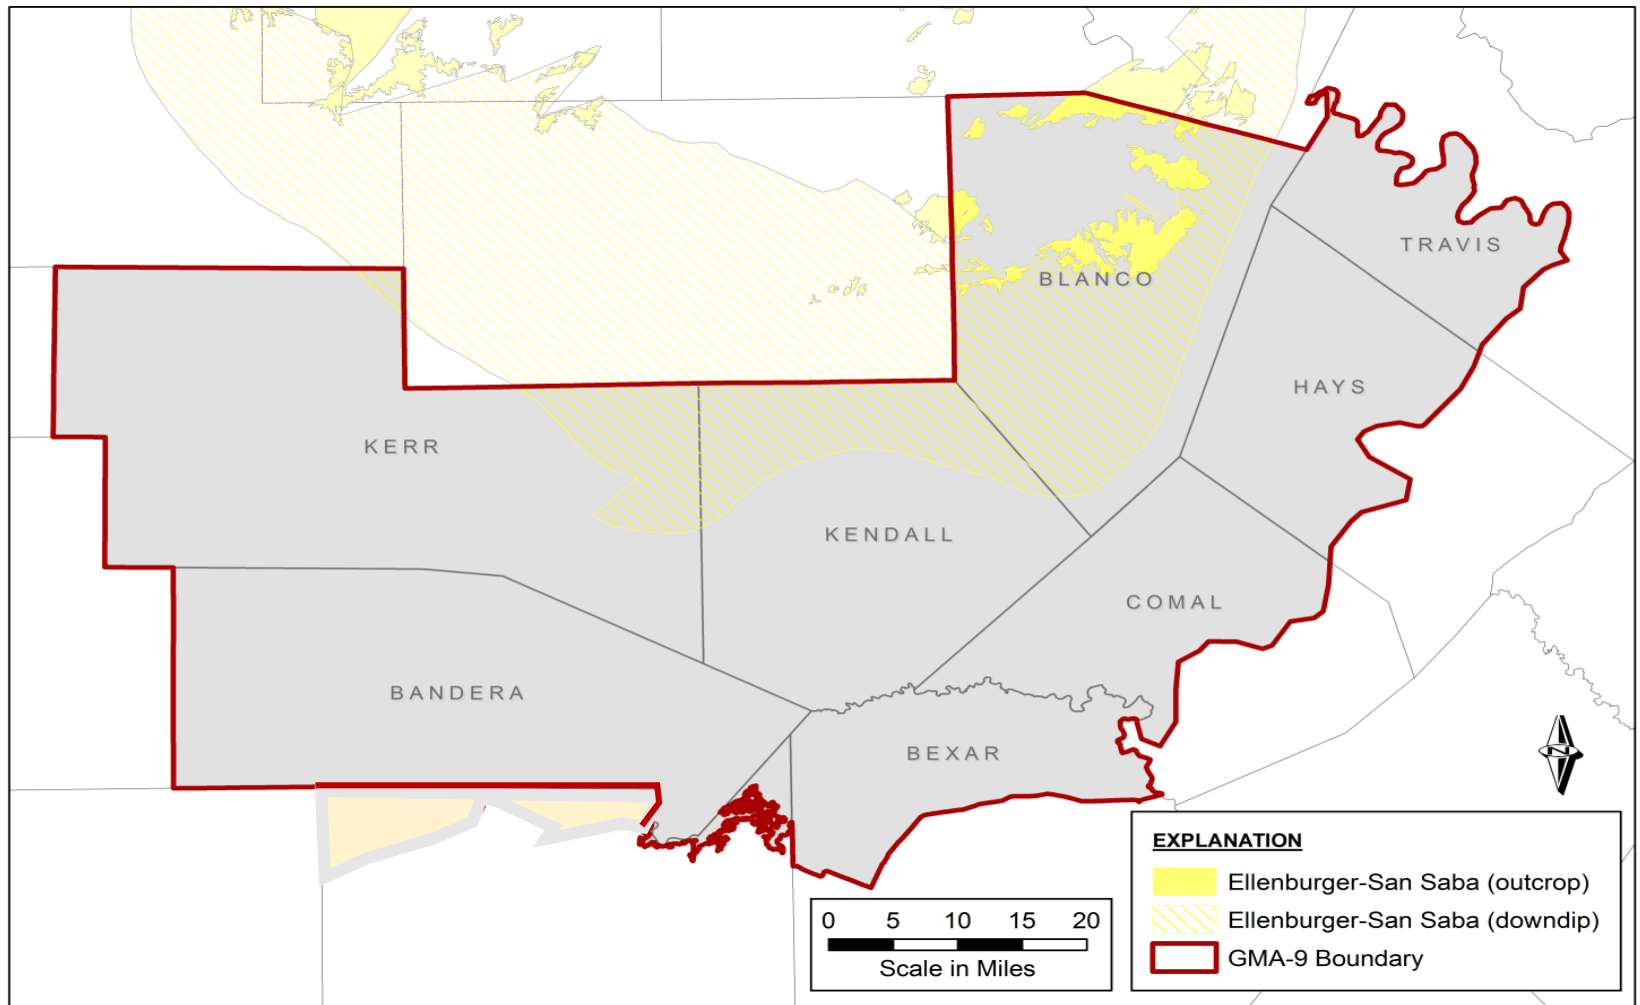 TRAVIS
BLANCO
HAYS
KERR
KENDALL
COMAL
BANDERA
BEXAR
N
EXPLANATION
Ellenburger-San Saba (outcrop)
Ellenburger-San Saba (downdip)
GMA-9 Boundary
0 5 10 15 20
Scale in Miles